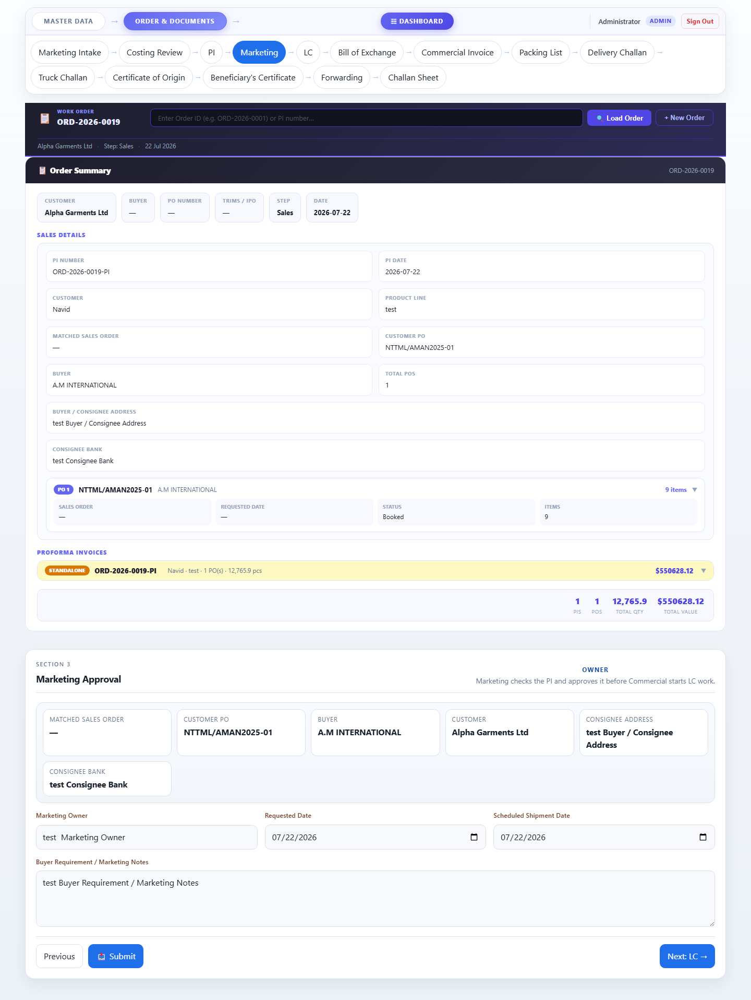 MASTER DATA → ORDER & DOCUMENTS → DASHBOARD Administrator ADMIN Sign Out
Marketing Intake → Costing Review → PI → Marketing → LC → Bill of Exchange → Commercial Invoice → Packing List → Delivery Challan →
Truck Challan → Certificate of Origin → Beneficiary's Certificate → Forwarding → Challan Sheet
WORK ORDER
ORD-2026-0019
Enter Order ID (e.g. ORD-2026-0001) or PI number...
Load Order
+ New Order
Alpha Garments Ltd · Step: Sales · 22 Jul 2026
Order Summary ORD-2026-0019
CUSTOMER
Alpha Garments Ltd
BUYER
—
PO NUMBER
—
TRIMS / IPO
—
STEP
Sales
DATE
2026-07-22
SALES DETAILS
PI NUMBER
ORD-2026-0019-PI
PI DATE
2026-07-22
CUSTOMER
Navid
PRODUCT LINE
test
MATCHED SALES ORDER
—
CUSTOMER PO
NTTML/AMAN2025-01
BUYER
A.M INTERNATIONAL
TOTAL POS
1
BUYER / CONSIGNEE ADDRESS
test Buyer / Consignee Address
CONSIGNEE BANK
test Consignee Bank
PO 1 NTTML/AMAN2025-01 A.M INTERNATIONAL 9 items ▼
SALES ORDER
—
REQUESTED DATE
—
STATUS
Booked
ITEMS
9
PROFORMA INVOICES
STANDALONE ORD-2026-0019-PI Navid · test · 1 PO(s) · 12,765.9 pcs $550628.12 ▼
1
PIS
1
POS
12,765.9
TOTAL QTY
$550628.12
TOTAL VALUE
SECTION 3
Marketing Approval
OWNER
Marketing checks the PI and approves it before Commercial starts LC work.
MATCHED SALES ORDER
—
CUSTOMER PO
NTTML/AMAN2025-01
BUYER
A.M INTERNATIONAL
CUSTOMER
Alpha Garments Ltd
CONSIGNEE ADDRESS
test Buyer / Consignee
Address
CONSIGNEE BANK
test Consignee Bank
Marketing Owner
test  Marketing Owner
Requested Date
07/22/2026
Scheduled Shipment Date
07/22/2026
Buyer Requirement / Marketing Notes
test Buyer Requirement / Marketing Notes
Previous
Submit
Next: LC →